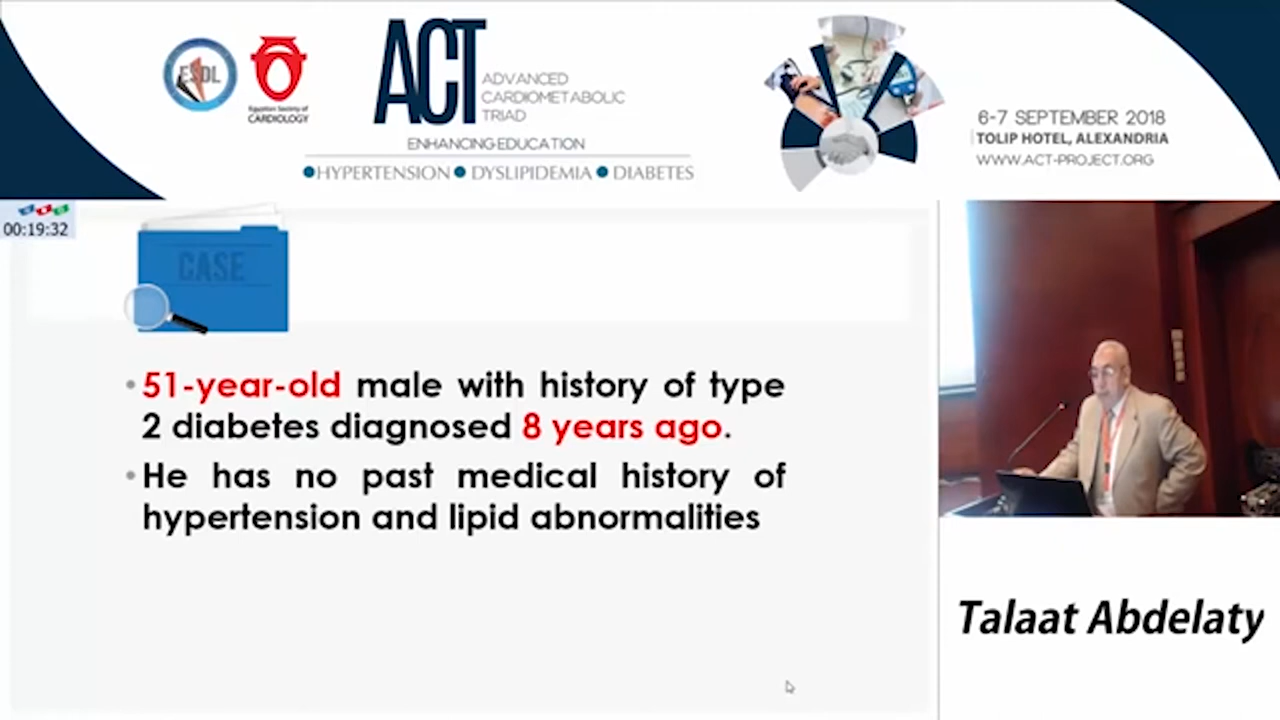 ESDL
Egyptian Society of
CARDIOLOGY
ACT
ADVANCED
CARDIOMETABOLIC
TRIAD
ENHANCING EDUCATION
●HYPERTENSION ● DYSLIPIDEMIA ● DIABETES
6-7 SEPTEMBER 2018
TOLIP HOTEL, ALEXANDRIA
WWW.ACT-PROJECT.ORG
00:19:32
CASE
• 51-year-old male with history of type
2 diabetes diagnosed 8 years ago.
• He has no past medical history of
hypertension and lipid abnormalities
Talaat Abdelaty